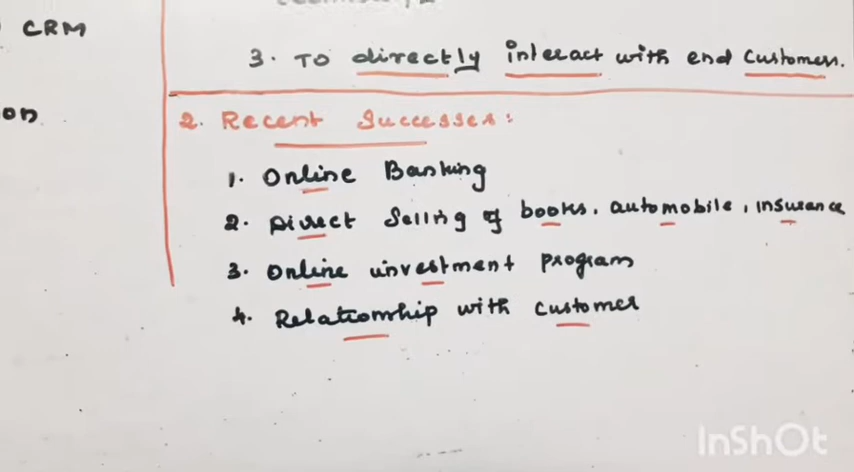 CRM
3. To directly interact with end customers.
on
2. Recent Successes:
1. Online Banking
2. Direct Selling of books, automobile, insurance
3. Online investment program
4. Relationship with customer
InShOt